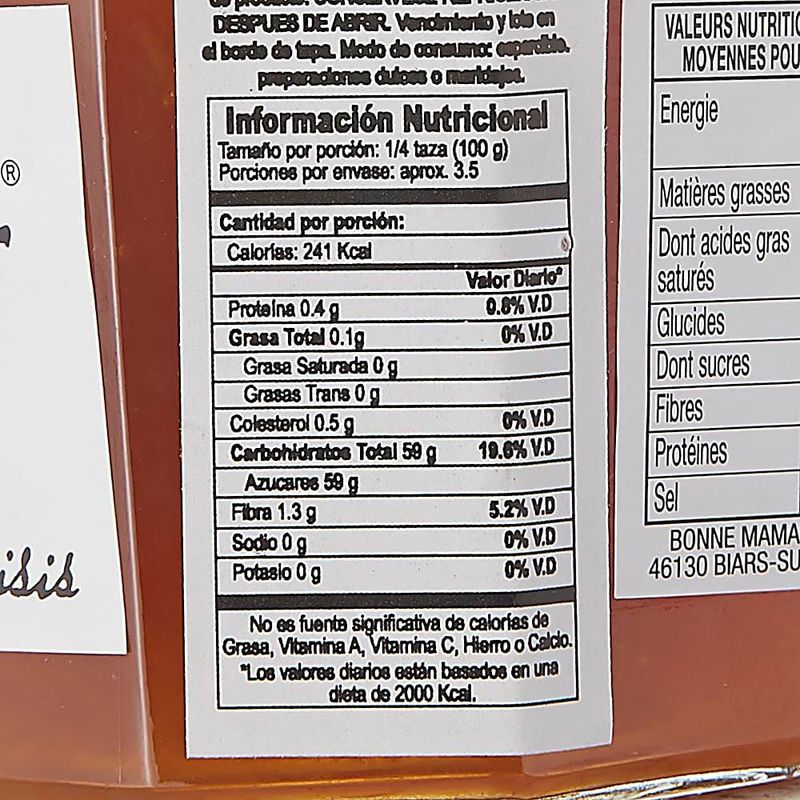 ®
isis
DESPUES DE ABRIR. Vencimiento y lote en
el borde de tapa. Modo de consumo: esperdible.
preparaciones dulces o maridajes.
Información Nutricional
Tamaño por porción: 1/4 taza (100 g)
Porciones por envase: aprox. 3.5
Cantidad por porción:
Calorías: 241 Kcal
Valor Diario*
Proteína 0.4 g 0.8% V.D
Grasa Total 0.1g 0% V.D
Grasa Saturada 0 g
Grasas Trans 0 g
Colesterol 0.5 g 0% V.D
Carbohidratos Total 59 g 19.6% V.D
Azucares 59 g
Fibra 1.3 g 5.2% V.D
Sodio 0 g 0% V.D
Potasio 0 g 0% V.D
No es fuente significativa de calorías de
Grasa, Vitamina A, Vitamina C, Hierro o Calcio.
*Los valores diarios están basados en una
dieta de 2000 Kcal.
VALEURS NUTRITIO
MOYENNES POU
Energie
Matières grasses
Dont acides gras
saturés
Glucides
Dont sucres
Fibres
Protéines
Sel
BONNE MAMA
46130 BIARS-SU